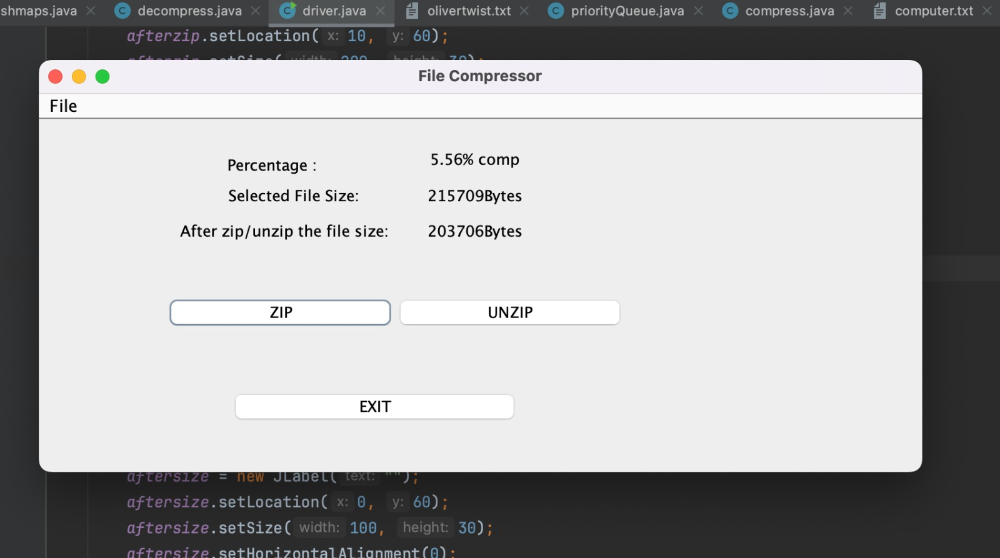 shmaps.java decompress.java driver.java olivertwist.txt priorityQueue.java compress.java computer.txt
afterzip.setLocation( x: 10, y: 60);
afterzip.setSize( width: 200, height: 30);
File Compressor
File
Percentage : 5.56% comp
Selected File Size: 215709Bytes
After zip/unzip the file size: 203706Bytes
ZIP UNZIP
EXIT
aftersize = new JLabel( text: "");
aftersize.setLocation( x: 0, y: 60);
aftersize.setSize( width: 100, height: 30);
aftersize.setHorizontalAlignment(0);